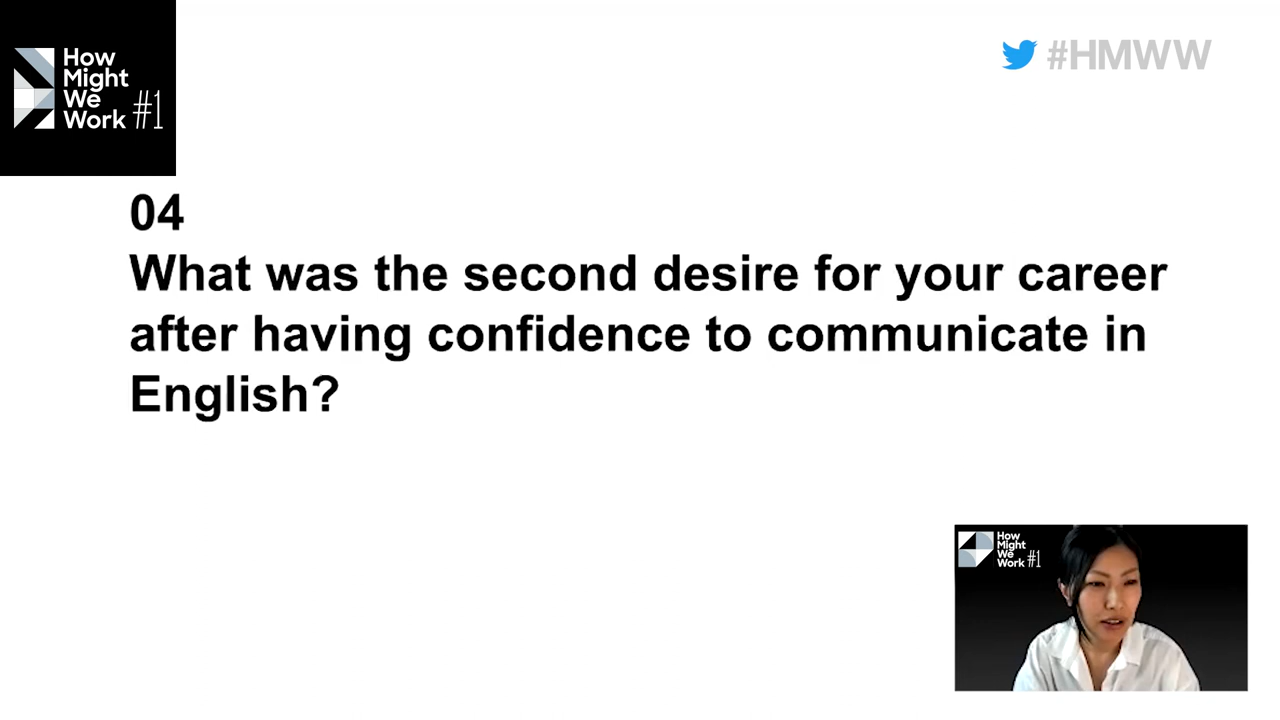 How
Might
We
Work #1
#HMWW
04
What was the second desire for your career
after having confidence to communicate in
English?
How
Might
We
Work #1